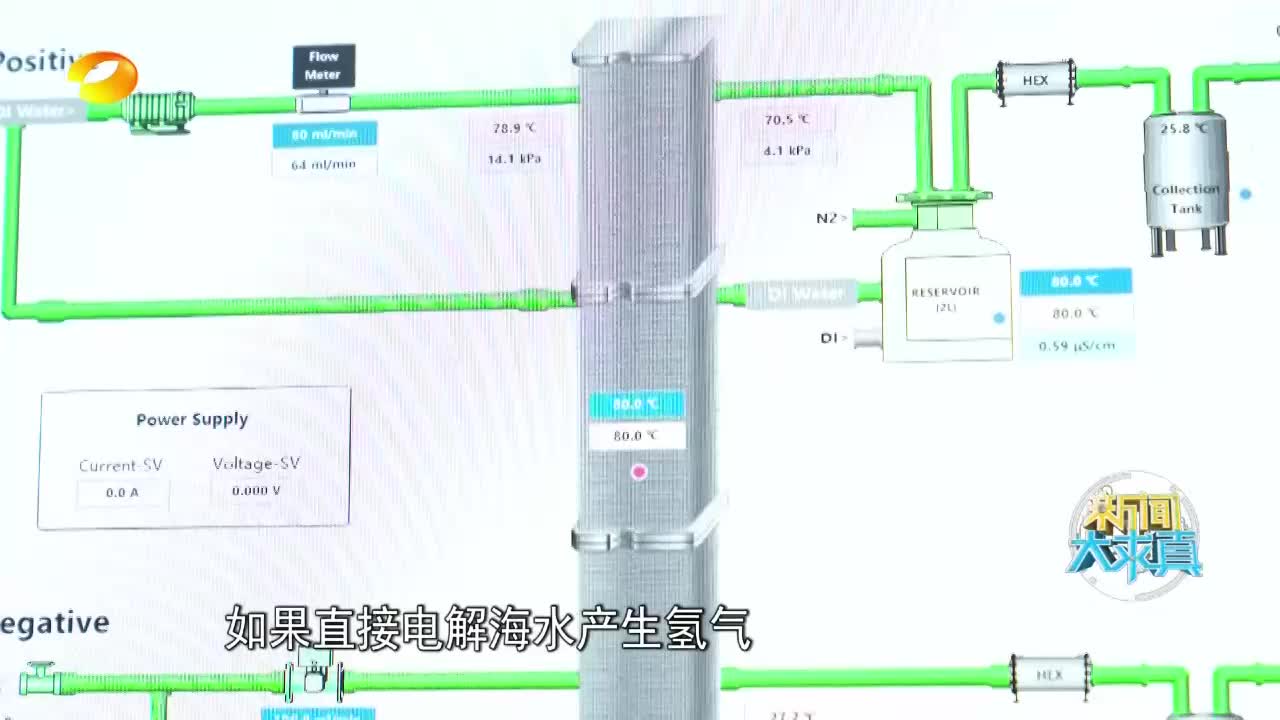 Positiv
Flow
Meter
DI Water>
80 ml/min
64 ml/min
78.9 ℃
14.1 kPa
70.5 ℃
4.1 kPa
HEX
25.8 ℃
Collection
Tank
N2>
DI Water
RESERVOIR
(2L)
DI>
80.0 ℃
80.0 ℃
0.59 µS/cm
80.0 ℃
80.0 ℃
Power Supply
Current-SV
Voltage-SV
0.0 A
0.000 V
新闻
大求真
egative
如果直接电解海水产生氢气
HEX
27.2 ℃